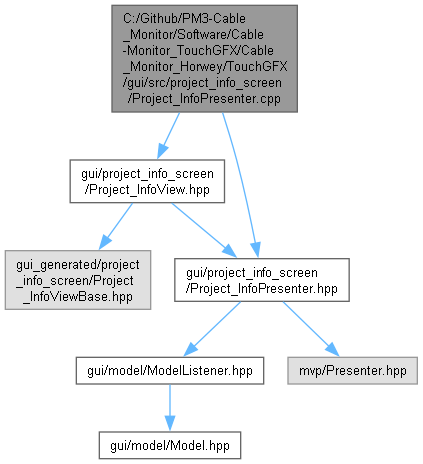 C:/Github/PM3-Cable
_Monitor/Software/Cable
-Monitor_TouchGFX/Cable
_Monitor_Horwey/TouchGFX
/gui/src/project_info_screen
/Project_InfoPresenter.cpp
gui/project_info_screen
/Project_InfoView.hpp
gui_generated/project
_info_screen/Project
_InfoViewBase.hpp
gui/project_info_screen
/Project_InfoPresenter.hpp
gui/model/ModelListener.hpp
mvp/Presenter.hpp
gui/model/Model.hpp